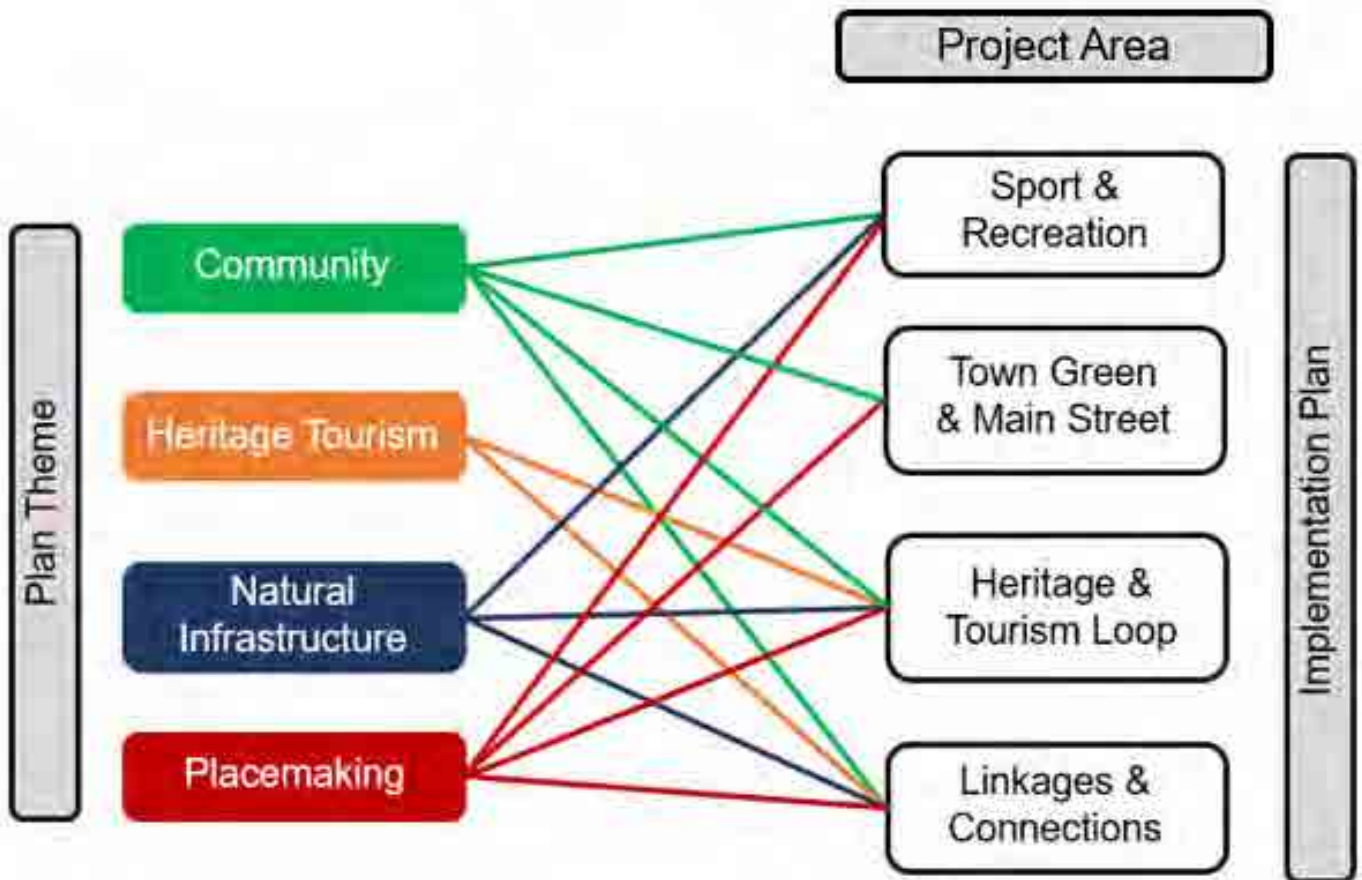 Project Area
Plan Theme
Community
Heritage Tourism
Natural
Infrastructure
Placemaking
Sport &
Recreation
Town Green
& Main Street
Heritage &
Tourism Loop
Linkages &
Connections
Implementation Plan